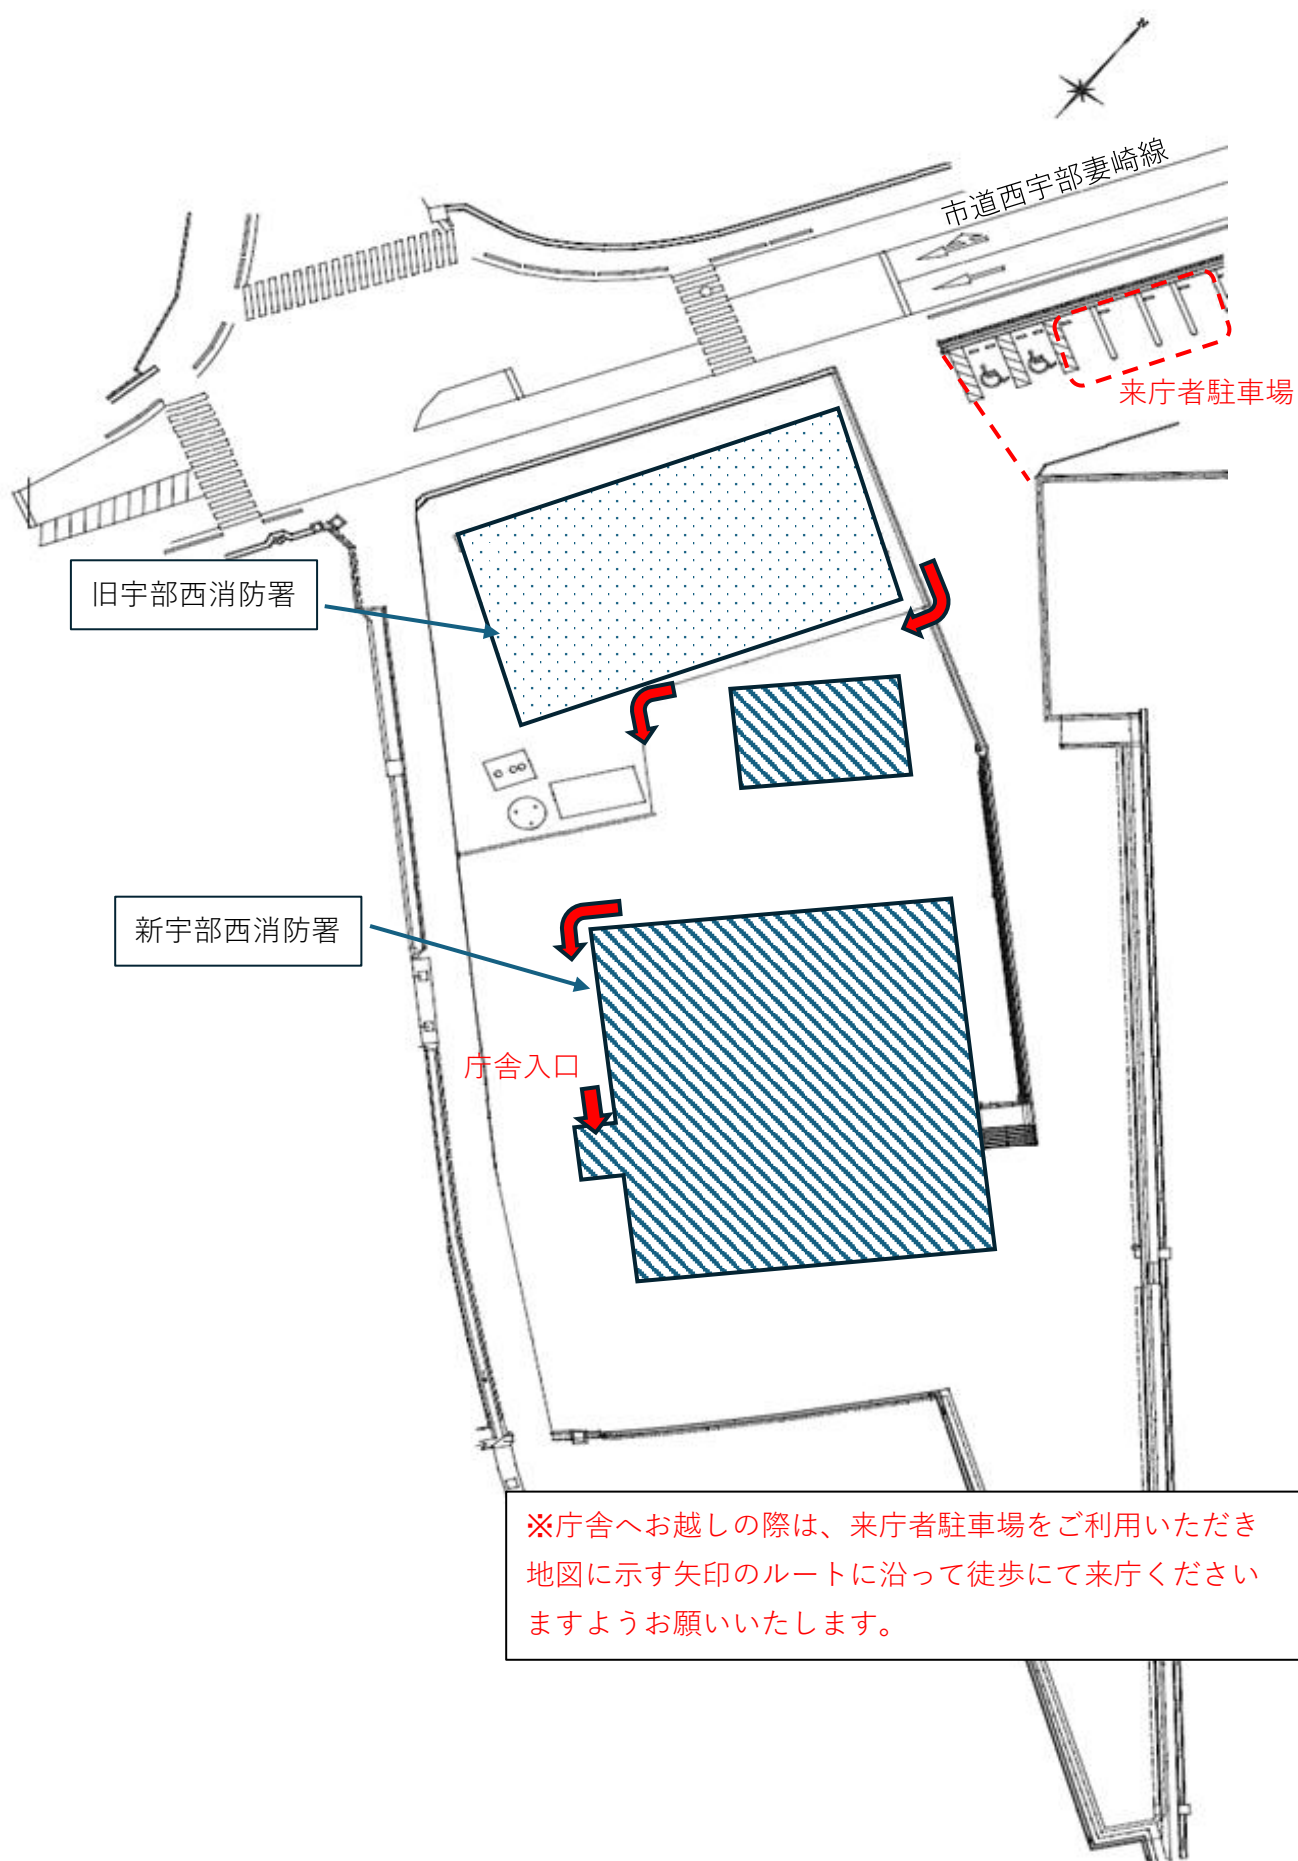 市道西宇部妻崎線
来庁者駐車場
旧宇部西消防署
新宇部西消防署
庁舎入口
※庁舎へお越しの際は、来庁者駐車場をご利用いただき
地図に示す矢印のルートに沿って徒歩にて来庁ください
ますようお願いいたします。